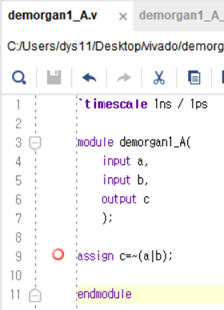 demorgan1_A.v × demorgan1_A_
C:/Users/dys11/Desktop/vivado/demorg
1 `timescale 1ns / 1ps
2
3 module demorgan1_A(
4 input a,
5 input b,
6 output c
7 );
8
9 assign c=~(a|b);
10
11 endmodule